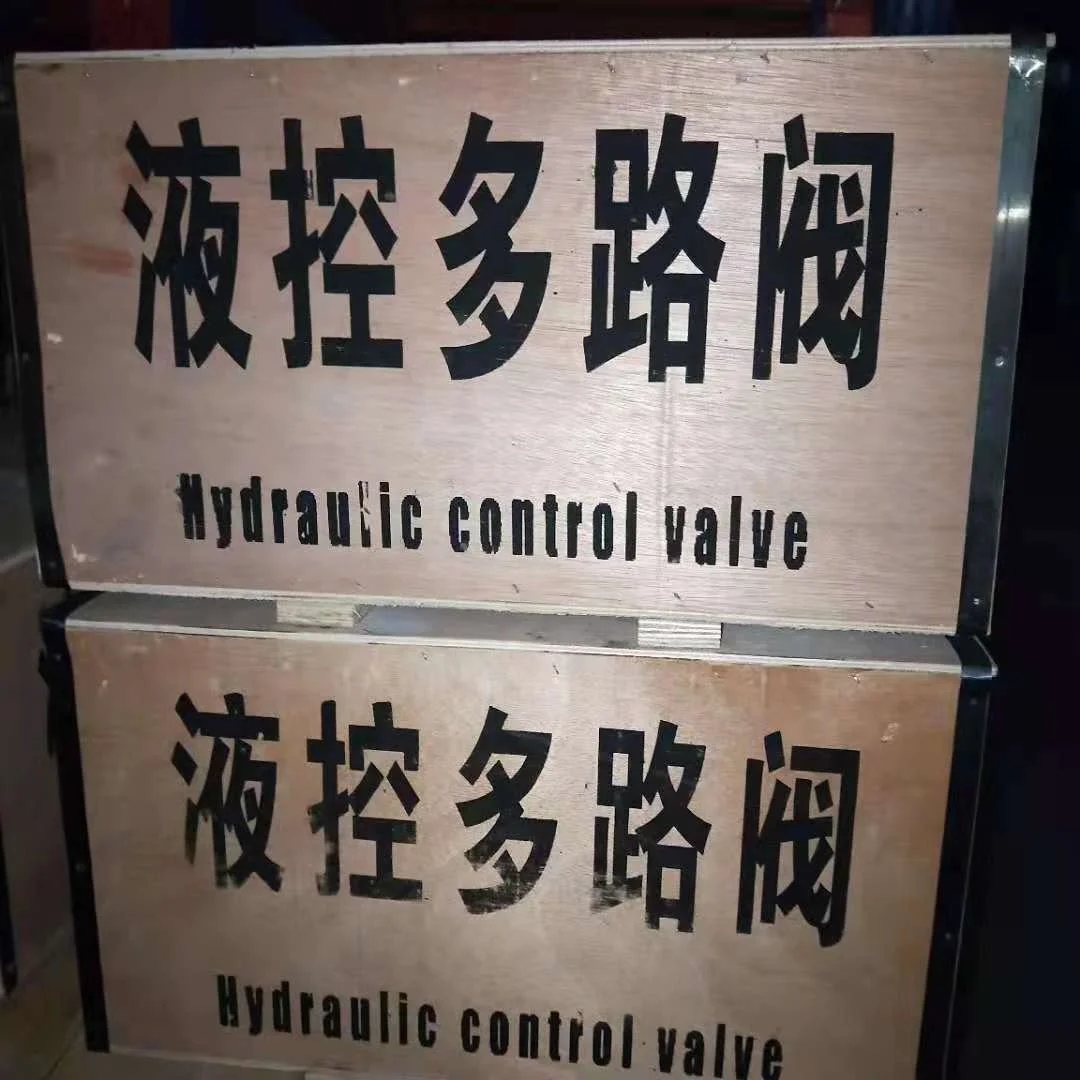 液控多路阀
Hydraulic control valve
液控多路阀
Hydraulic control valve